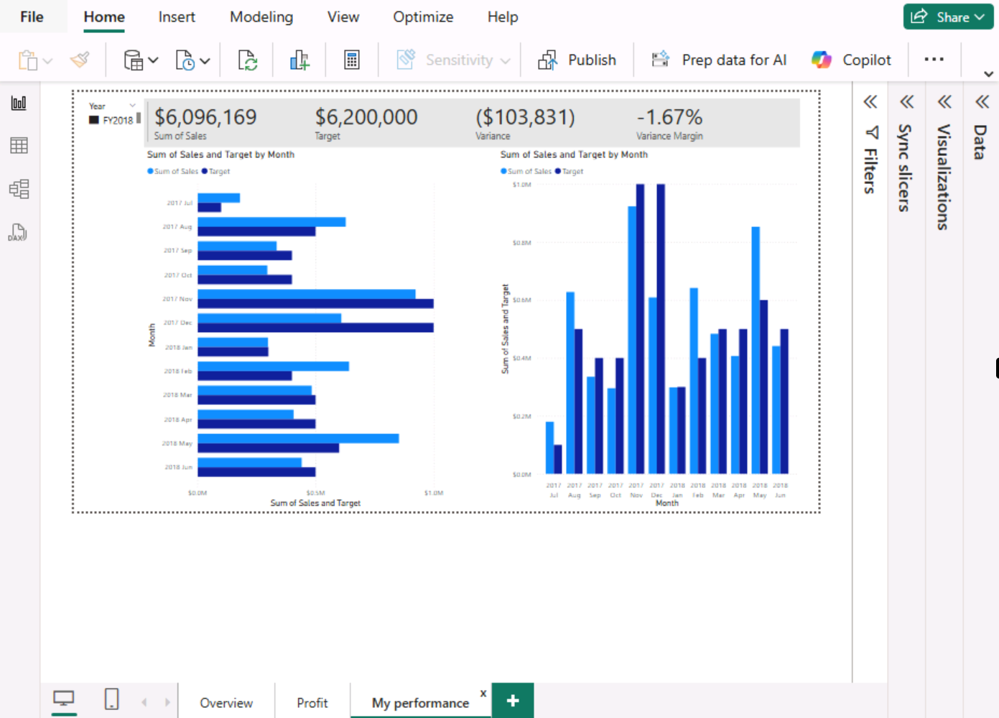 File Home Insert Modeling View Optimize Help Share
Sensitivity Publish Prep data for AI Copilot ...
DAX
Year
FY2018
$6,096,169 $6,200,000 ($103,831) -1.67%
Sum of Sales Target Variance Variance Margin
Sum of Sales and Target by Month
Sum of Sales Target
2017 Jul
2017 Aug
2017 Sep
2017 Oct
2017 Nov
2017 Dec
2018 Jan
2018 Feb
2018 Mar
2018 Apr
2018 May
2018 Jun
Month
$0.0M $0.5M $1.0M
Sum of Sales and Target
Sum of Sales and Target by Month
Sum of Sales Target
$1.0M
$0.8M
$0.6M
$0.4M
$0.2M
$0.0M
Sum of Sales and Target
2017 2017 2017 2017 2017 2017 2018 2018 2018 2018 2018 2018
Jul Aug Sep Oct Nov Dec Jan Feb Mar Apr May Jun
Month
Filters
Sync slicers
Visualizations
Data
Overview Profit My performance x +